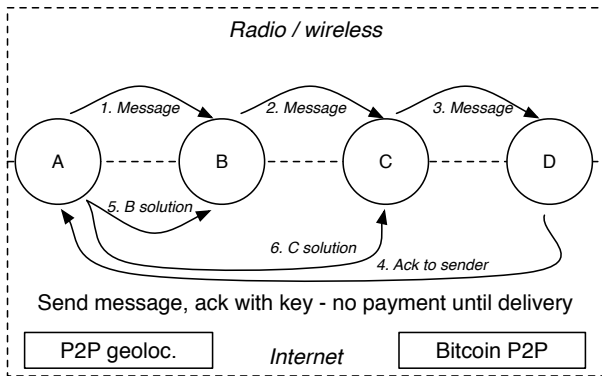 Radio / wireless
1. Message
2. Message
3. Message
A
B
C
D
5. B solution
6. C solution
4. Ack to sender
Send message, ack with key - no payment until delivery
P2P geoloc.
Internet
Bitcoin P2P